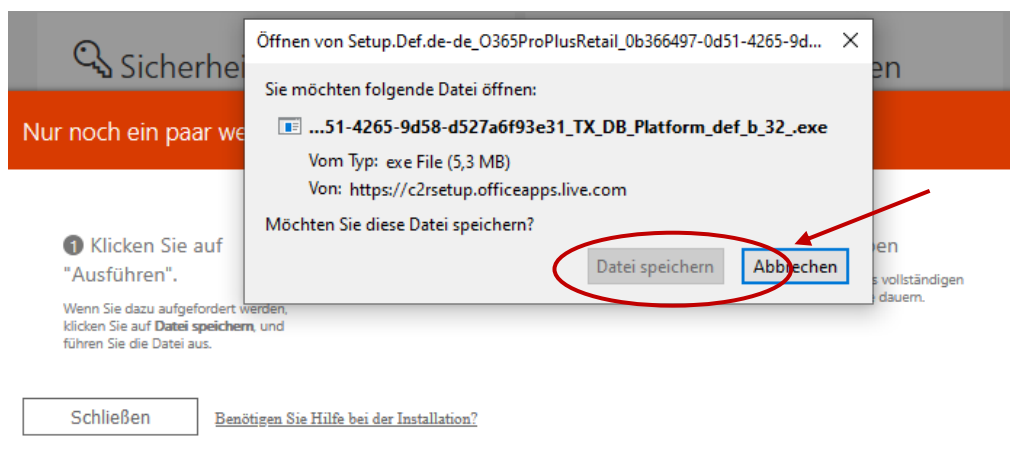 Öffnen von Setup.Def.de-de_O365ProPlusRetail_0b366497-0d51-4265-9d...
Sicherhei
en
Sie möchten folgende Datei öffnen:
Nur noch ein paar we
...51-4265-9d58-d527a6f93e31_TX_DB_Platform_def_b_32_.exe
Vom Typ: exe File (5,3 MB)
Von: https://c2rsetup.officeapps.live.com
Möchten Sie diese Datei speichern?
Datei speichern
Abbrechen
1 Klicken Sie auf
"Ausführen".
Wenn Sie dazu aufgefordert werden,
klicken Sie auf Datei speichern, und
führen Sie die Datei aus.
en
s vollständigen
dauern.
Schließen
Benötigen Sie Hilfe bei der Installation?